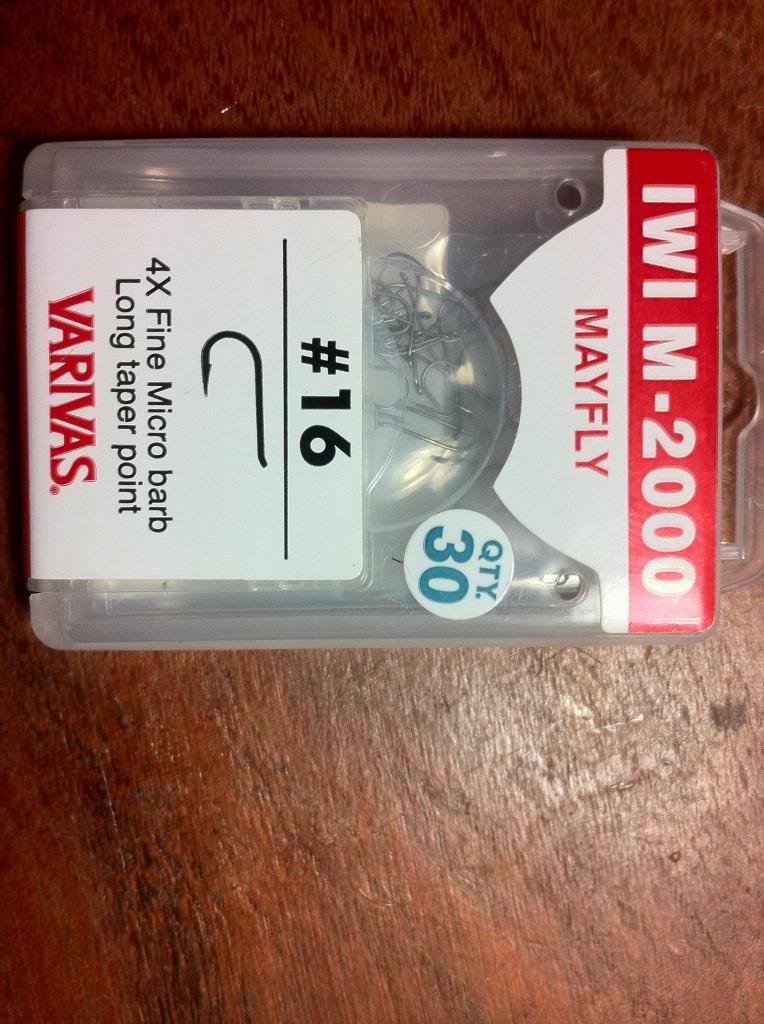 IWI M-2000
MAYFLY
QTY.
30
#16
4X Fine Micro barb
Long taper point
VARIVAS®